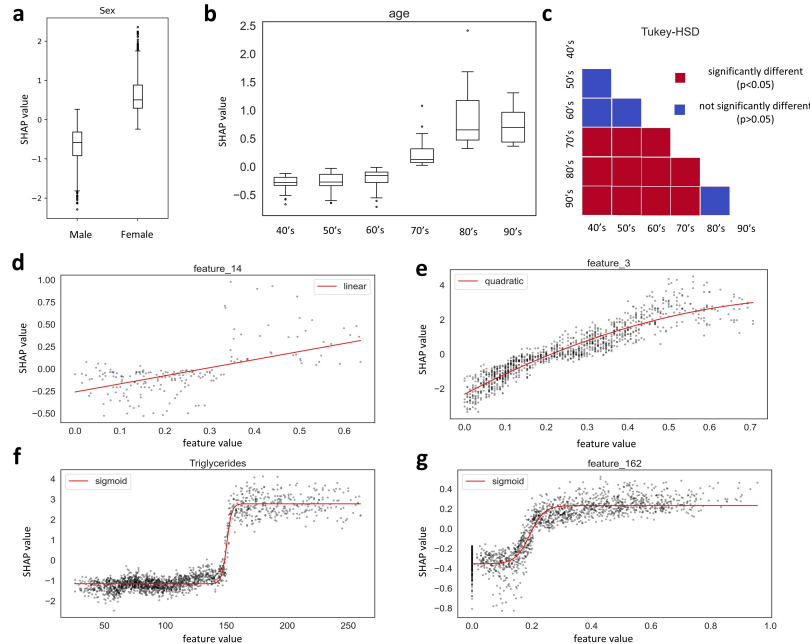 a
Sex
SHAP value
2
1
0
−1
−2
Male Female
b
age
SHAP value
2.5
2.0
1.5
1.0
0.5
0.0
−0.5
40's 50's 60's 70's 80's 90's
c
Tukey-HSD
40's
50's
60's
70's
80's
90's
40's 50's 60's 70's 80's 90's
significantly different
(p<0.05)
not significantly different
(p>0.05)
d
feature_14
linear
SHAP value
1.00
0.75
0.50
0.25
0.00
−0.25
−0.50
0.0 0.1 0.2 0.3 0.4 0.5 0.6
feature value
e
feature_3
quadratic
SHAP value
4
2
0
−2
0.0 0.1 0.2 0.3 0.4 0.5 0.6 0.7
feature value
f
Triglycerides
sigmoid
SHAP value
4
3
2
1
0
−1
−2
50 100 150 200 250
feature value
g
feature_162
sigmoid
SHAP value
0.4
0.2
0.0
−0.2
−0.4
−0.6
−0.8
0.0 0.2 0.4 0.6 0.8 1.0
feature value